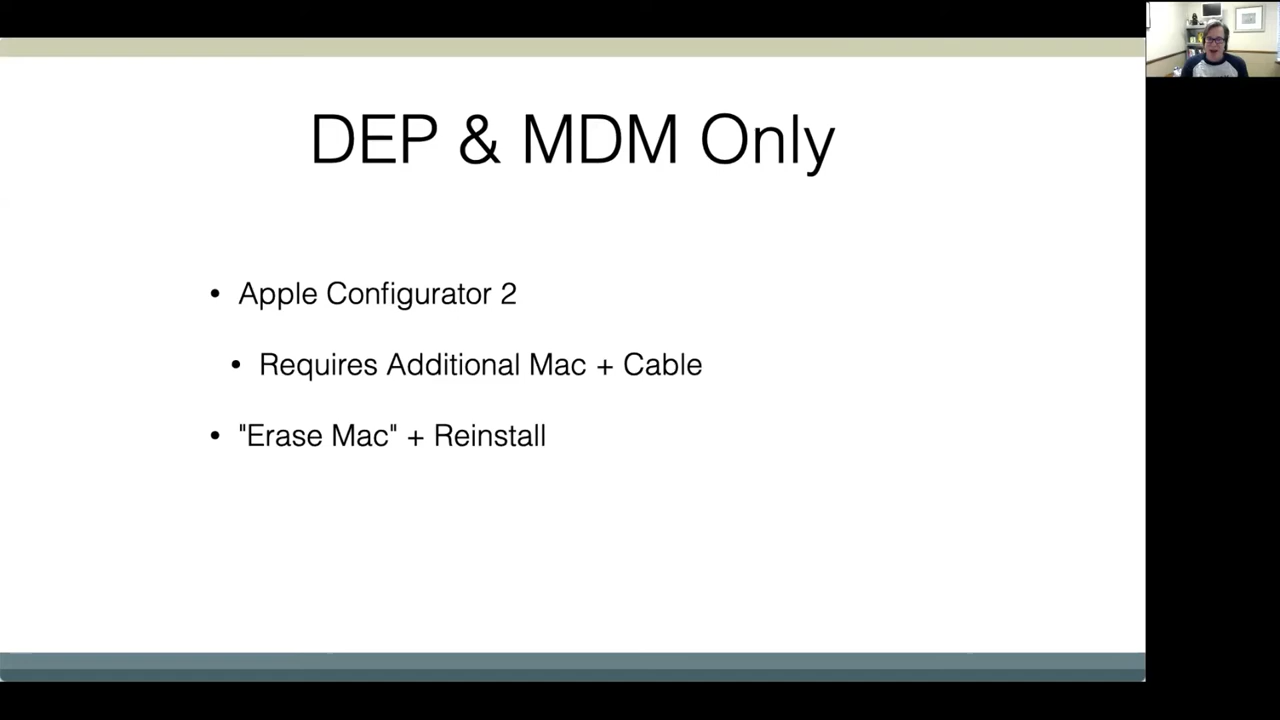 DEP & MDM Only
• Apple Configurator 2
• Requires Additional Mac + Cable
• "Erase Mac" + Reinstall